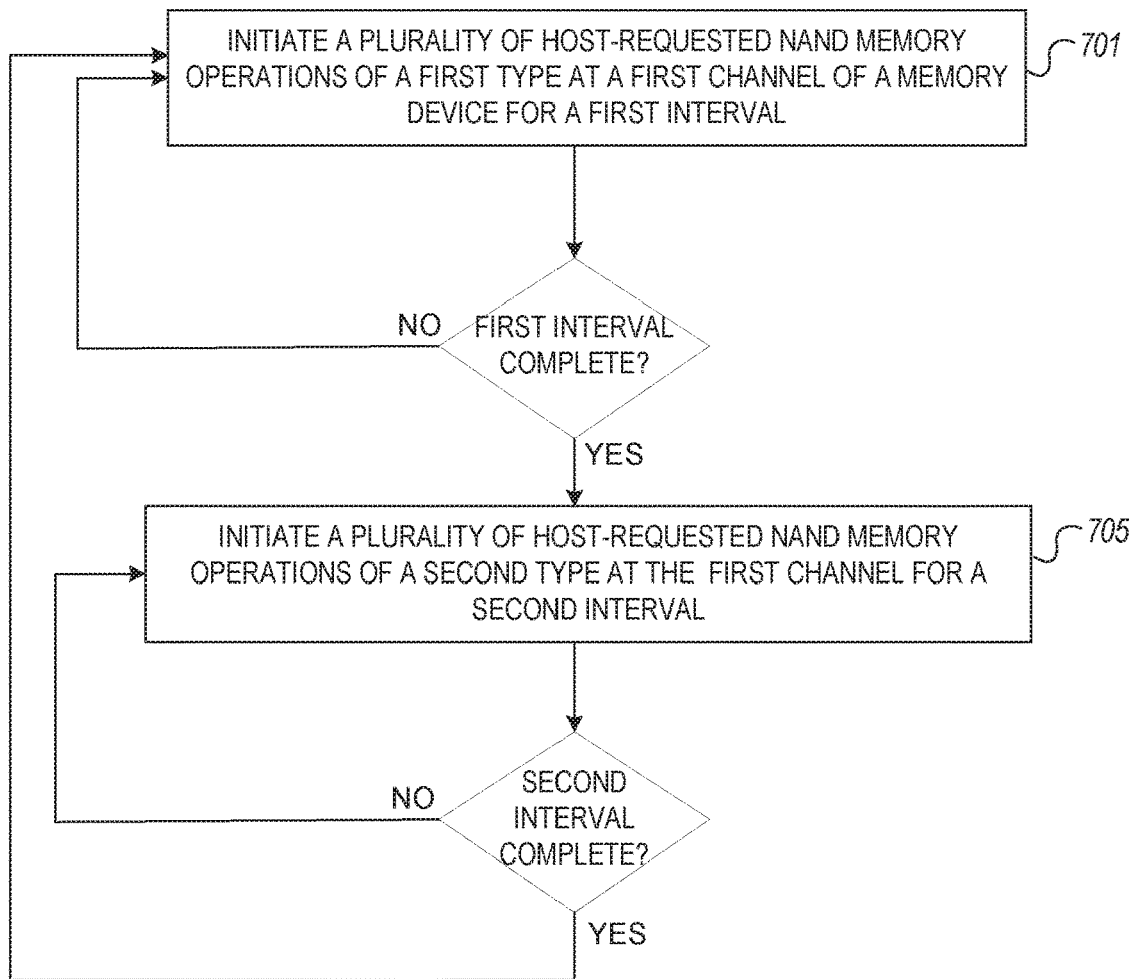 INITIATE A PLURALITY OF HOST-REQUESTED NAND MEMORY
OPERATIONS OF A FIRST TYPE AT A FIRST CHANNEL OF A MEMORY
DEVICE FOR A FIRST INTERVAL
701
NO
FIRST INTERVAL
COMPLETE?
YES
INITIATE A PLURALITY OF HOST-REQUESTED NAND MEMORY
OPERATIONS OF A SECOND TYPE AT THE FIRST CHANNEL FOR A
SECOND INTERVAL
705
NO
SECOND
INTERVAL
COMPLETE?
YES